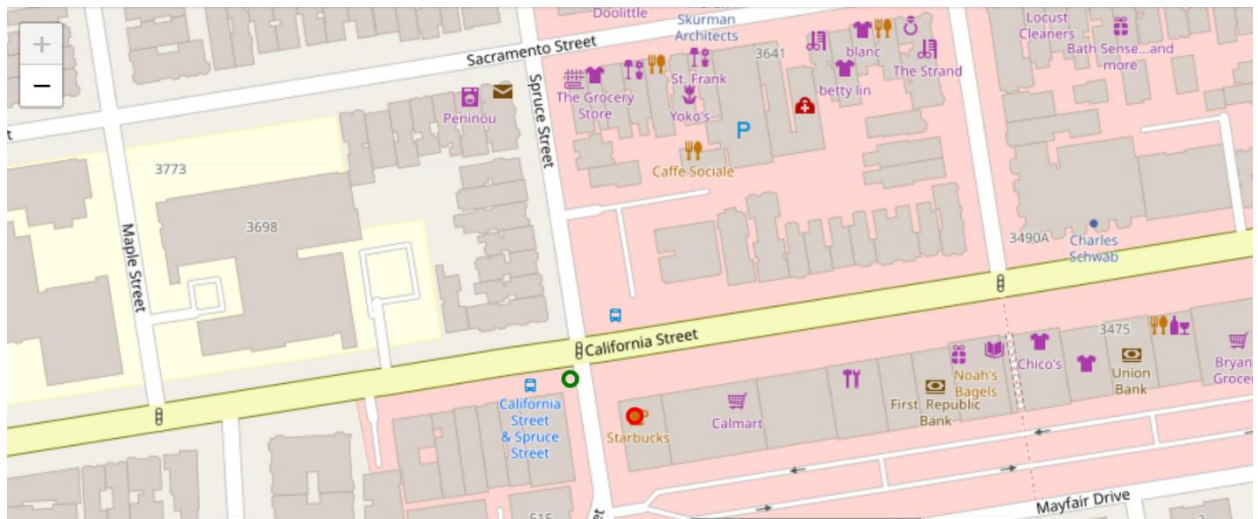 +
−
Doolittle
Skurman
Architects
Sacramento Street
3641
blanc
Locust
Cleaners
Bath Sense...and
more
The Strand
St. Frank
betty lin
The Grocery
Store
Yoko's
Peninou
Spruce Street
P
Caffe Sociale
3773
3698
Maple Street
3490A
Charles
Schwab
California Street
3475
Chico's
Union
Bank
Bryan
Groce
Noah's
Bagels
First Republic
Bank
Calmart
Starbucks
California
Street
& Spruce
Street
Mayfair Drive
515